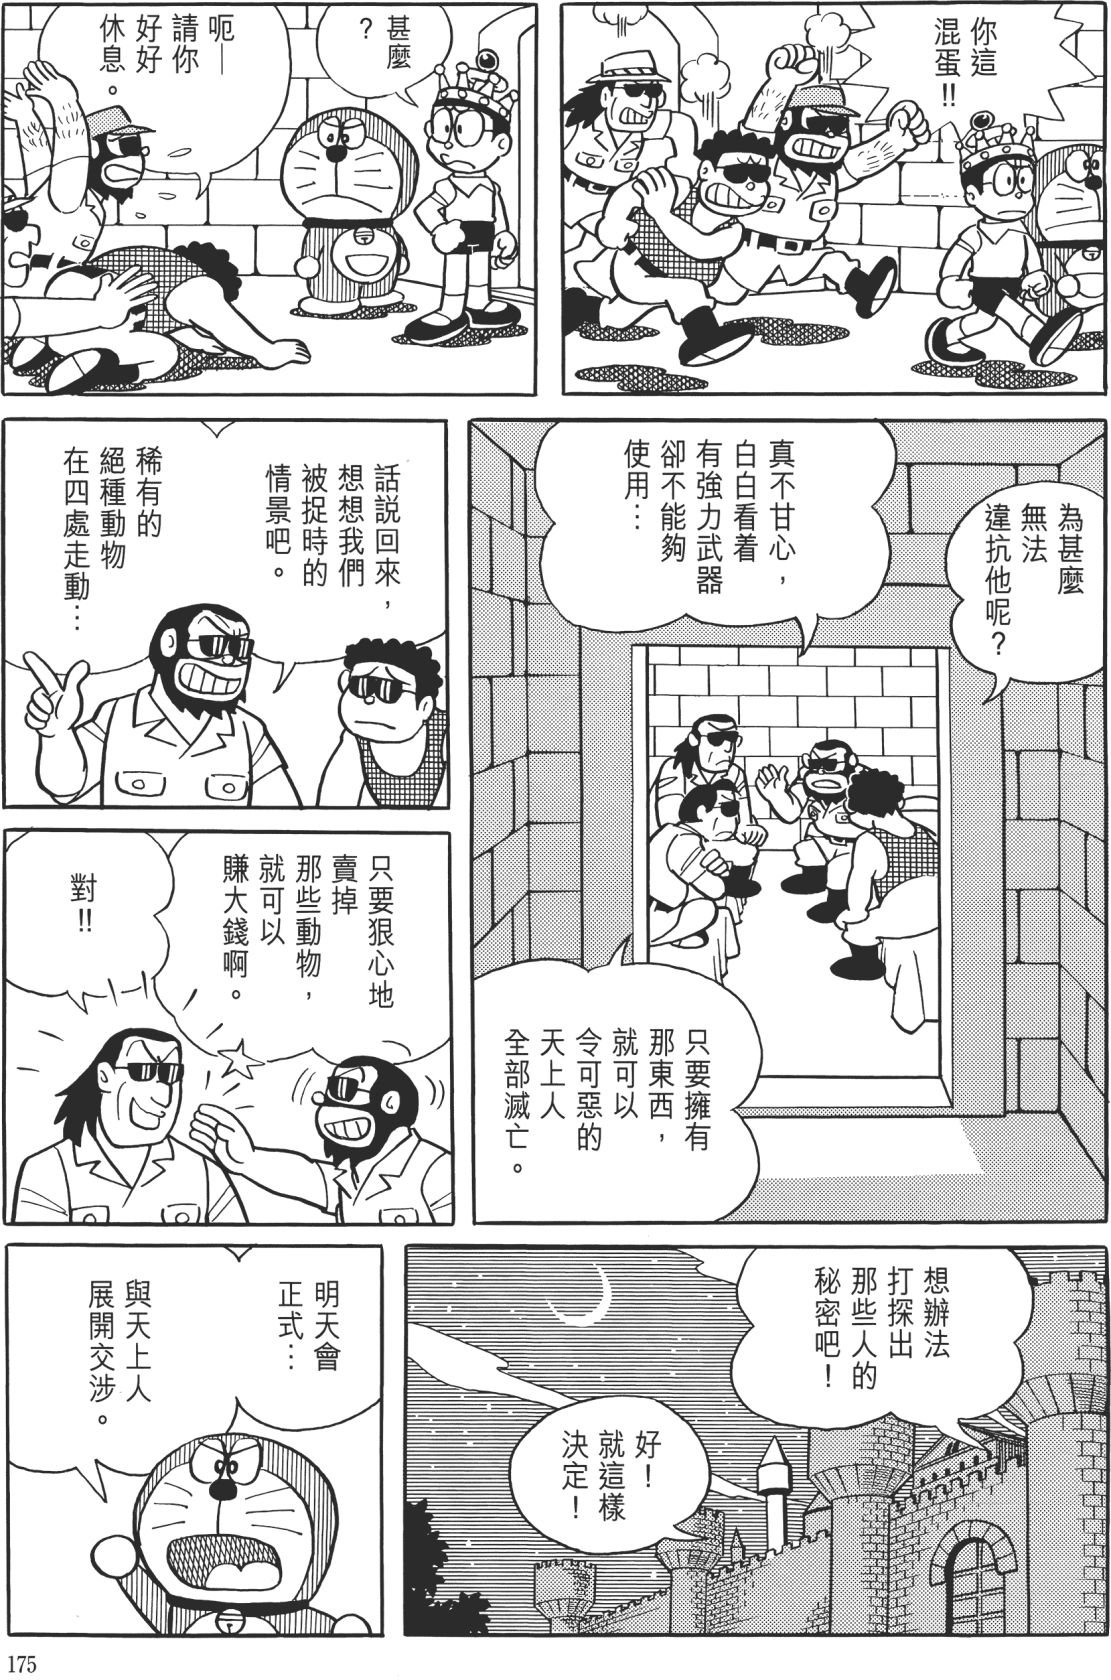 你這
混蛋!!
甚麼
？
呃—
請你
好好
休息。
為甚麼
無法
違抗他呢？
真不甘心，
白白看着
有強力武器
卻不能夠
使用…
只要擁有
那東西，
就可以
令可惡的
天上人
全部滅亡。
話說回來，
想想我們
被捉時的
情景吧。
稀有的
絕種動物
在四處走動…
只要狠心地
賣掉
那些動物，
就可以
賺大錢啊。
對!!
想辦法
打探出
那些人的
秘密吧！
好！
就這樣
決定！
明天會
正式…
與天上人
展開交涉。
175